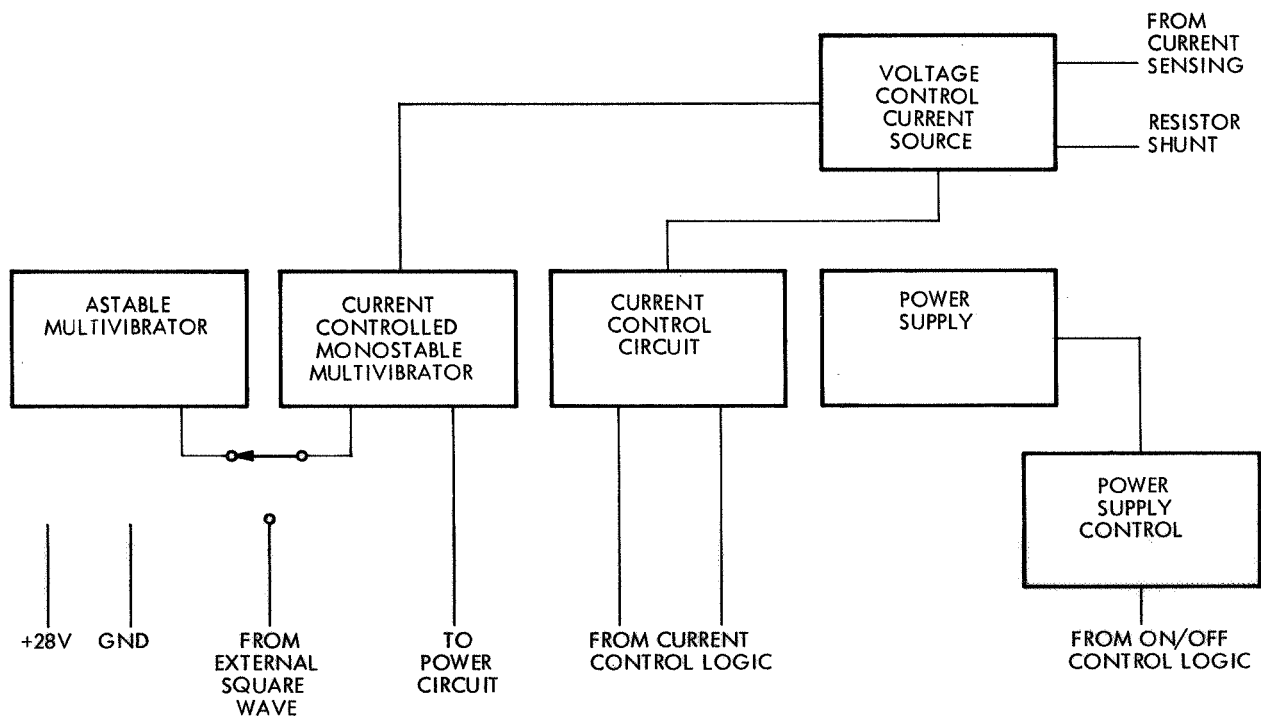 FROM
CURRENT
SENSING
VOLTAGE
CONTROL
CURRENT
SOURCE
RESISTOR
SHUNT
ASTABLE
MULTIVIBRATOR
CURRENT
CONTROLLED
MONOSTABLE
MULTIVIBRATOR
CURRENT
CONTROL
CIRCUIT
POWER
SUPPLY
POWER
SUPPLY
CONTROL
+28V
GND
FROM
EXTERNAL
SQUARE
WAVE
TO
POWER
CIRCUIT
FROM CURRENT
CONTROL LOGIC
FROM ON/OFF
CONTROL LOGIC